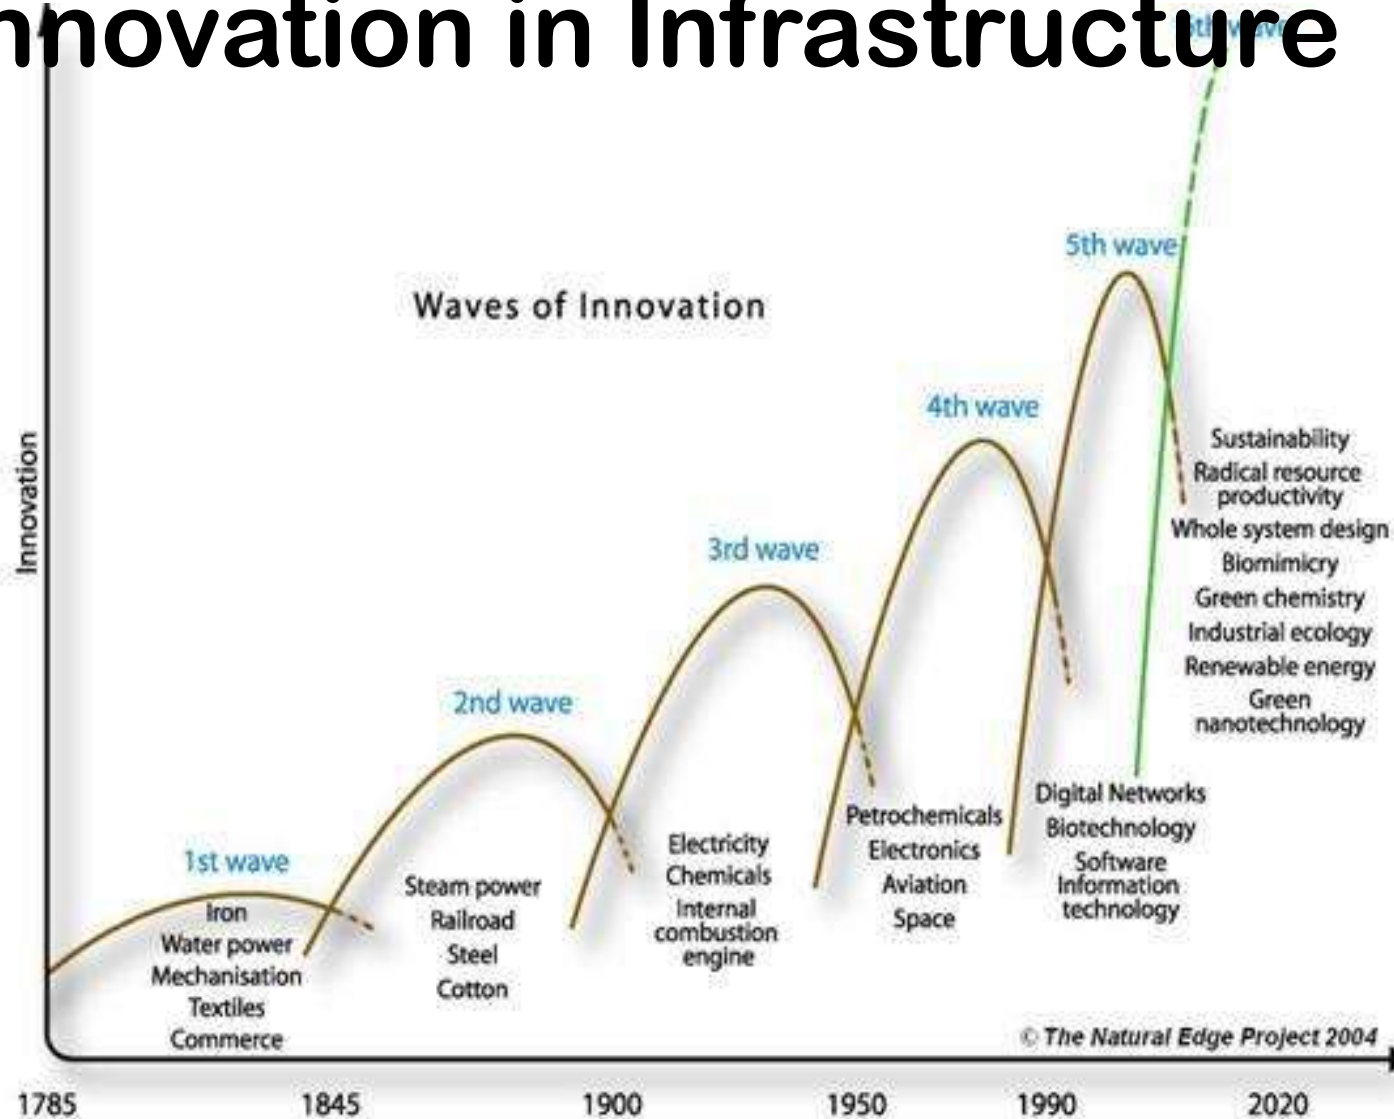 nnovation in Infrastructure
6th wave
5th wave
Waves of Innovation
4th wave
Innovation
3rd wave
2nd wave
1st wave
Iron
Water power
Mechanisation
Textiles
Commerce
Steam power
Railroad
Steel
Cotton
Electricity
Chemicals
Internal
combustion
engine
Petrochemicals
Electronics
Aviation
Space
Digital Networks
Biotechnology
Software
Information
technology
Sustainability
Radical resource
productivity
Whole system design
Biomimicry
Green chemistry
Industrial ecology
Renewable energy
Green
nanotechnology
© The Natural Edge Project 2004
1785 1845 1900 1950 1990 2020